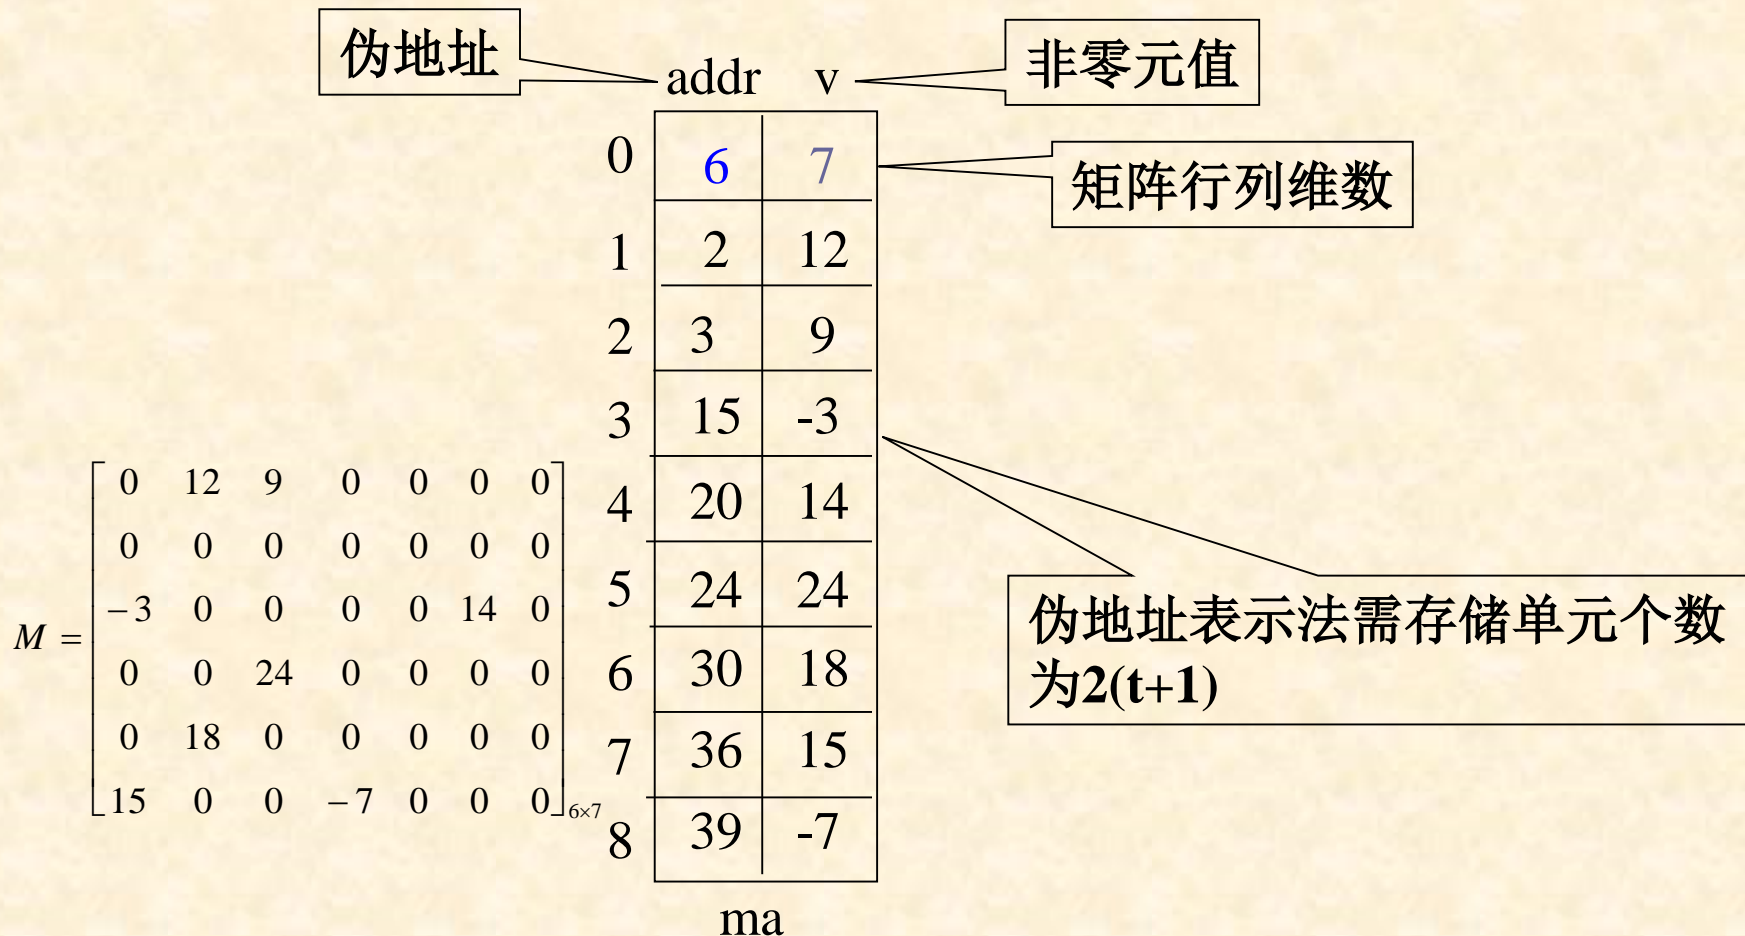 伪地址
非零元值
addr v
0 6 7
矩阵行列维数
1 2 12
2 3 9
3 15 -3
4 20 14
5 24 24
6 30 18
7 36 15
8 39 -7
ma
M =
0 12 9 0 0 0 0
0 0 0 0 0 0 0
−3 0 0 0 0 14 0
0 0 24 0 0 0 0
0 18 0 0 0 0 0
15 0 0 −7 0 0 0
6×7
伪地址表示法需存储单元个数
为2(t+1)